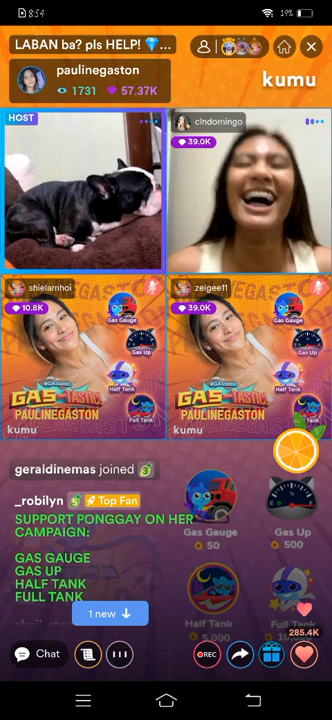 8:54
19%
LABAN ba? pls HELP! 💎...
paulinegaston
1731 57.37K
kumu
HOST
cindomingo
39.0K
shielamhoi
10.8K
Gas Gauge
Gas Up
#GAStastic
GAS-TASTIC!
PAULINEGASTON
Half Tank
Full Tank
kumu
zeigee11
39.0K
Gas Gauge
Gas Up
#GAStastic
GAS-TASTIC!
PAULINEGASTON
Half Tank
Full Tank
kumu
geraldinemas joined
_robilyn 5 🚀 Top Fan
SUPPORT PONGGAY ON HER
CAMPAIGN:
GAS GAUGE
GAS UP
HALF TANK
FULL TANK
Gas Gauge
50
Gas Up
500
Half Tank
5,000
Full Tank
1 new ↓
285.4K
Chat
REC